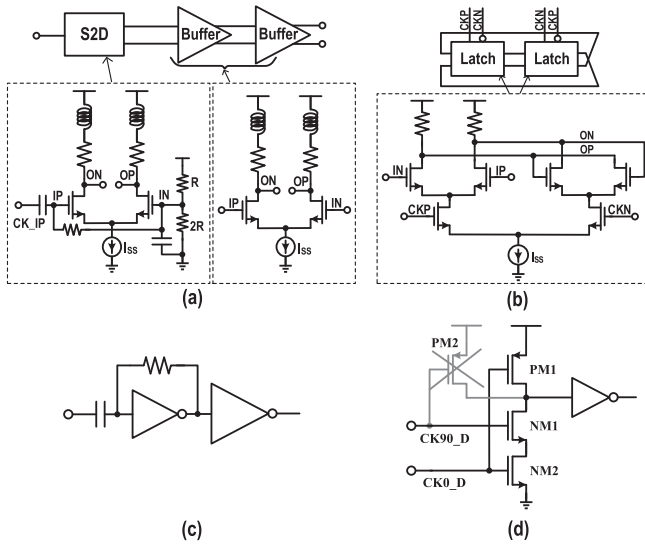 S2D
Buffer
Buffer
CKP
CKN
CKN
CKP
Latch
Latch
ON
OP
IP
IN
R
2R
CK_IP
ISS
ON
OP
IP
IN
ISS
(a)
ON
OP
IN
IP
CKP
CKN
ISS
(b)
(c)
PM2
PM1
NM1
CK90_D
NM2
CK0_D
(d)